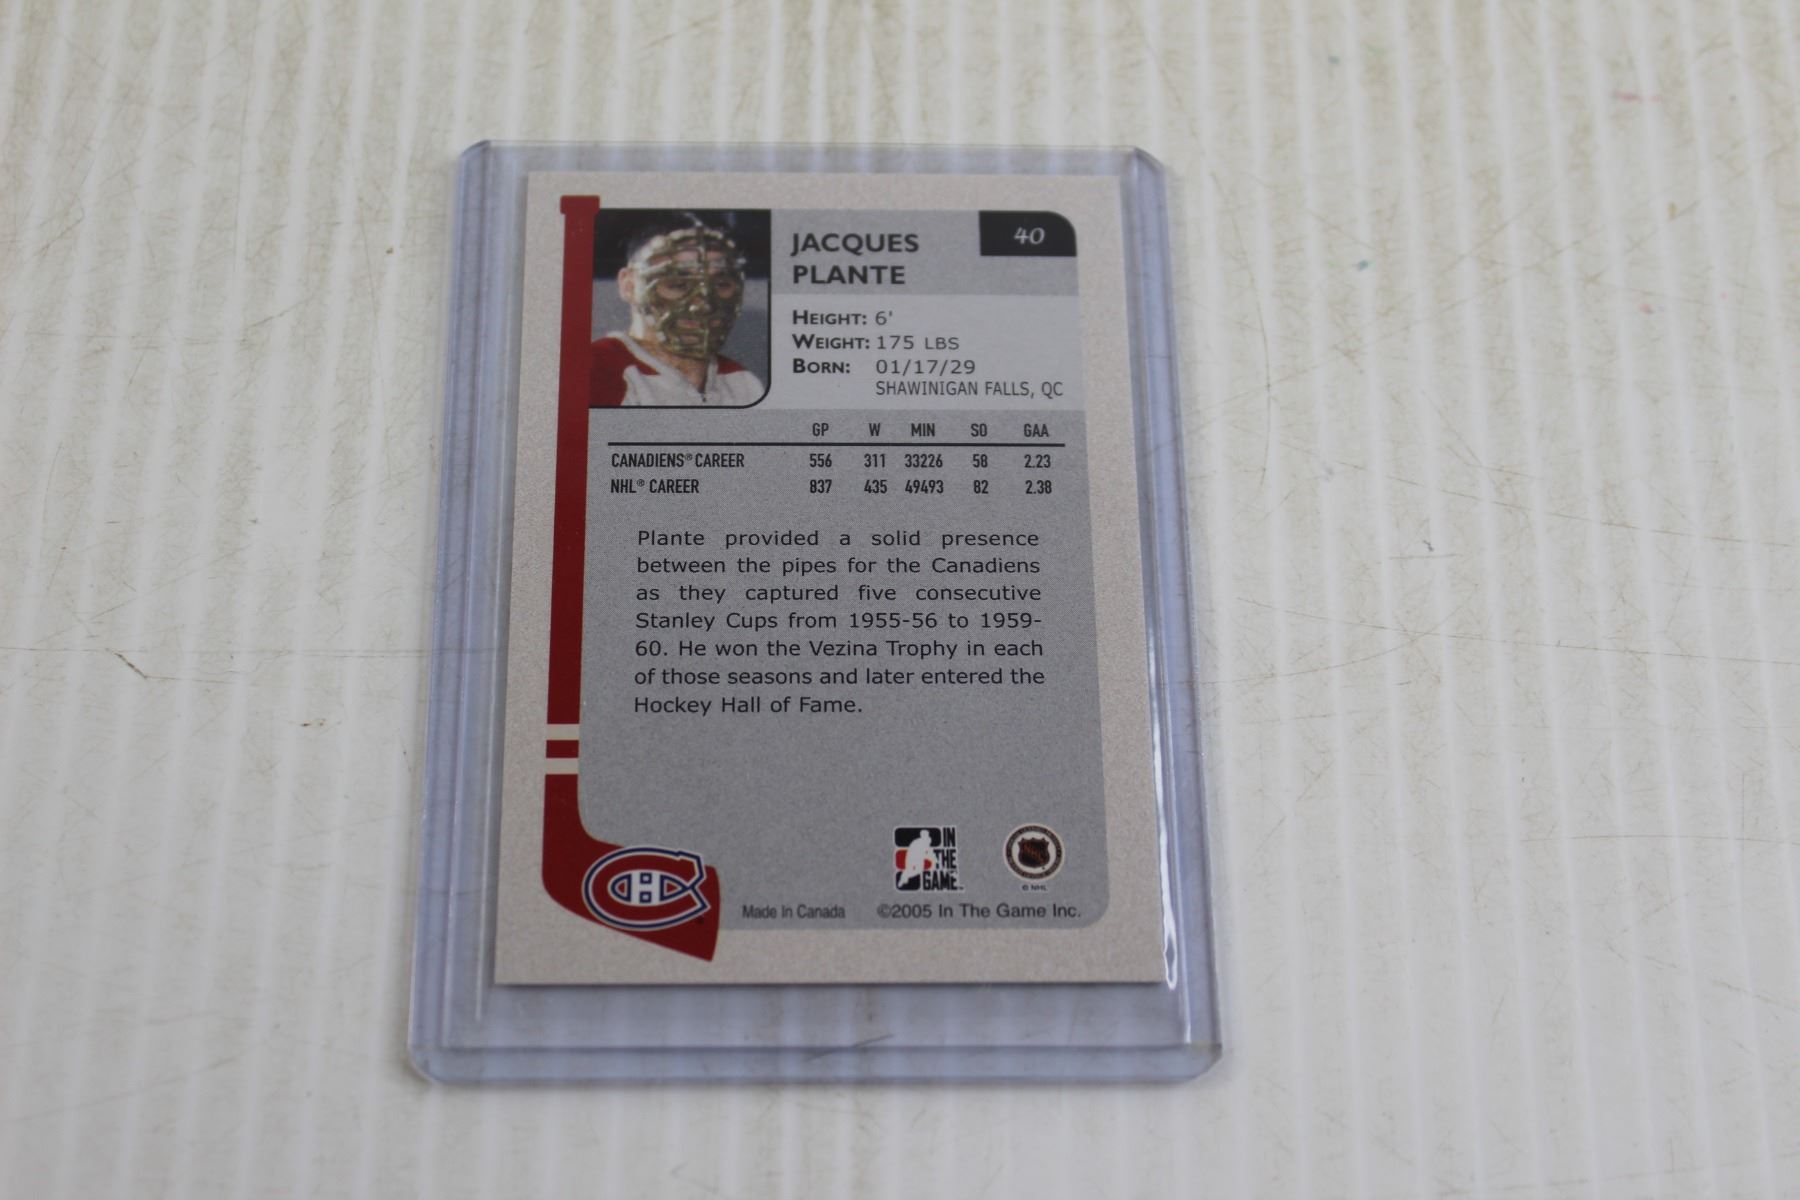 JACQUES
PLANTE
40
HEIGHT: 6'
WEIGHT: 175 LBS
BORN: 01/17/29
SHAWINIGAN FALLS, QC
GP W MIN SO GAA
CANADIENS® CAREER 556 311 33226 58 2.23
NHL® CAREER 837 435 49493 82 2.38
Plante provided a solid presence
between the pipes for the Canadiens
as they captured five consecutive
Stanley Cups from 1955-56 to 1959-
60. He won the Vezina Trophy in each
of those seasons and later entered the
Hockey Hall of Fame.
IN
THE
GAME
NHL
© NHL
CH
Made In Canada ©2005 In The Game Inc.